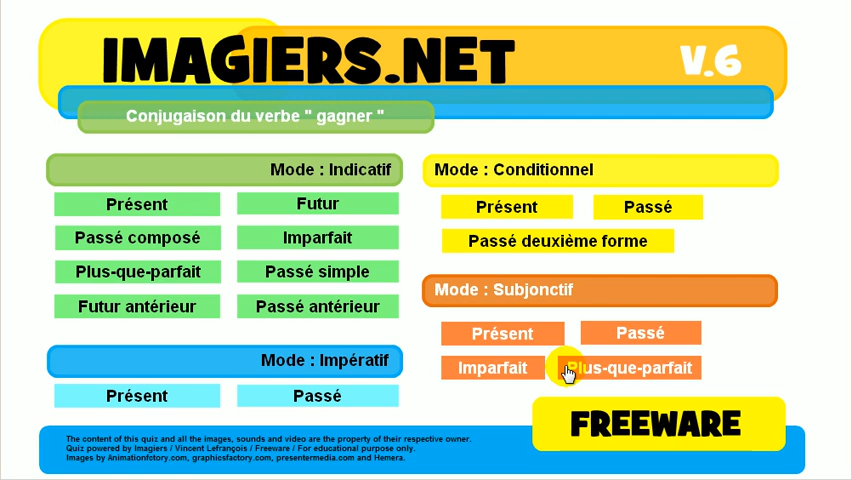 IMAGIERS.NET
V.6
Conjugaison du verbe " gagner "
Mode : Indicatif
Présent
Futur
Passé composé
Imparfait
Plus-que-parfait
Passé simple
Futur antérieur
Passé antérieur
Mode : Impératif
Présent
Passé
Mode : Conditionnel
Présent
Passé
Passé deuxième forme
Mode : Subjonctif
Présent
Passé
Imparfait
Plus-que-parfait
FREEWARE
The content of this quiz and all the images, sounds and video are the property of their respective owner.
Quiz powered by Imagiers / Vincent Lefrançois / Freeware / For educational purpose only.
Images by Animationfctory.com, graphicsfactory.com, presentermedia.com and Hemera.